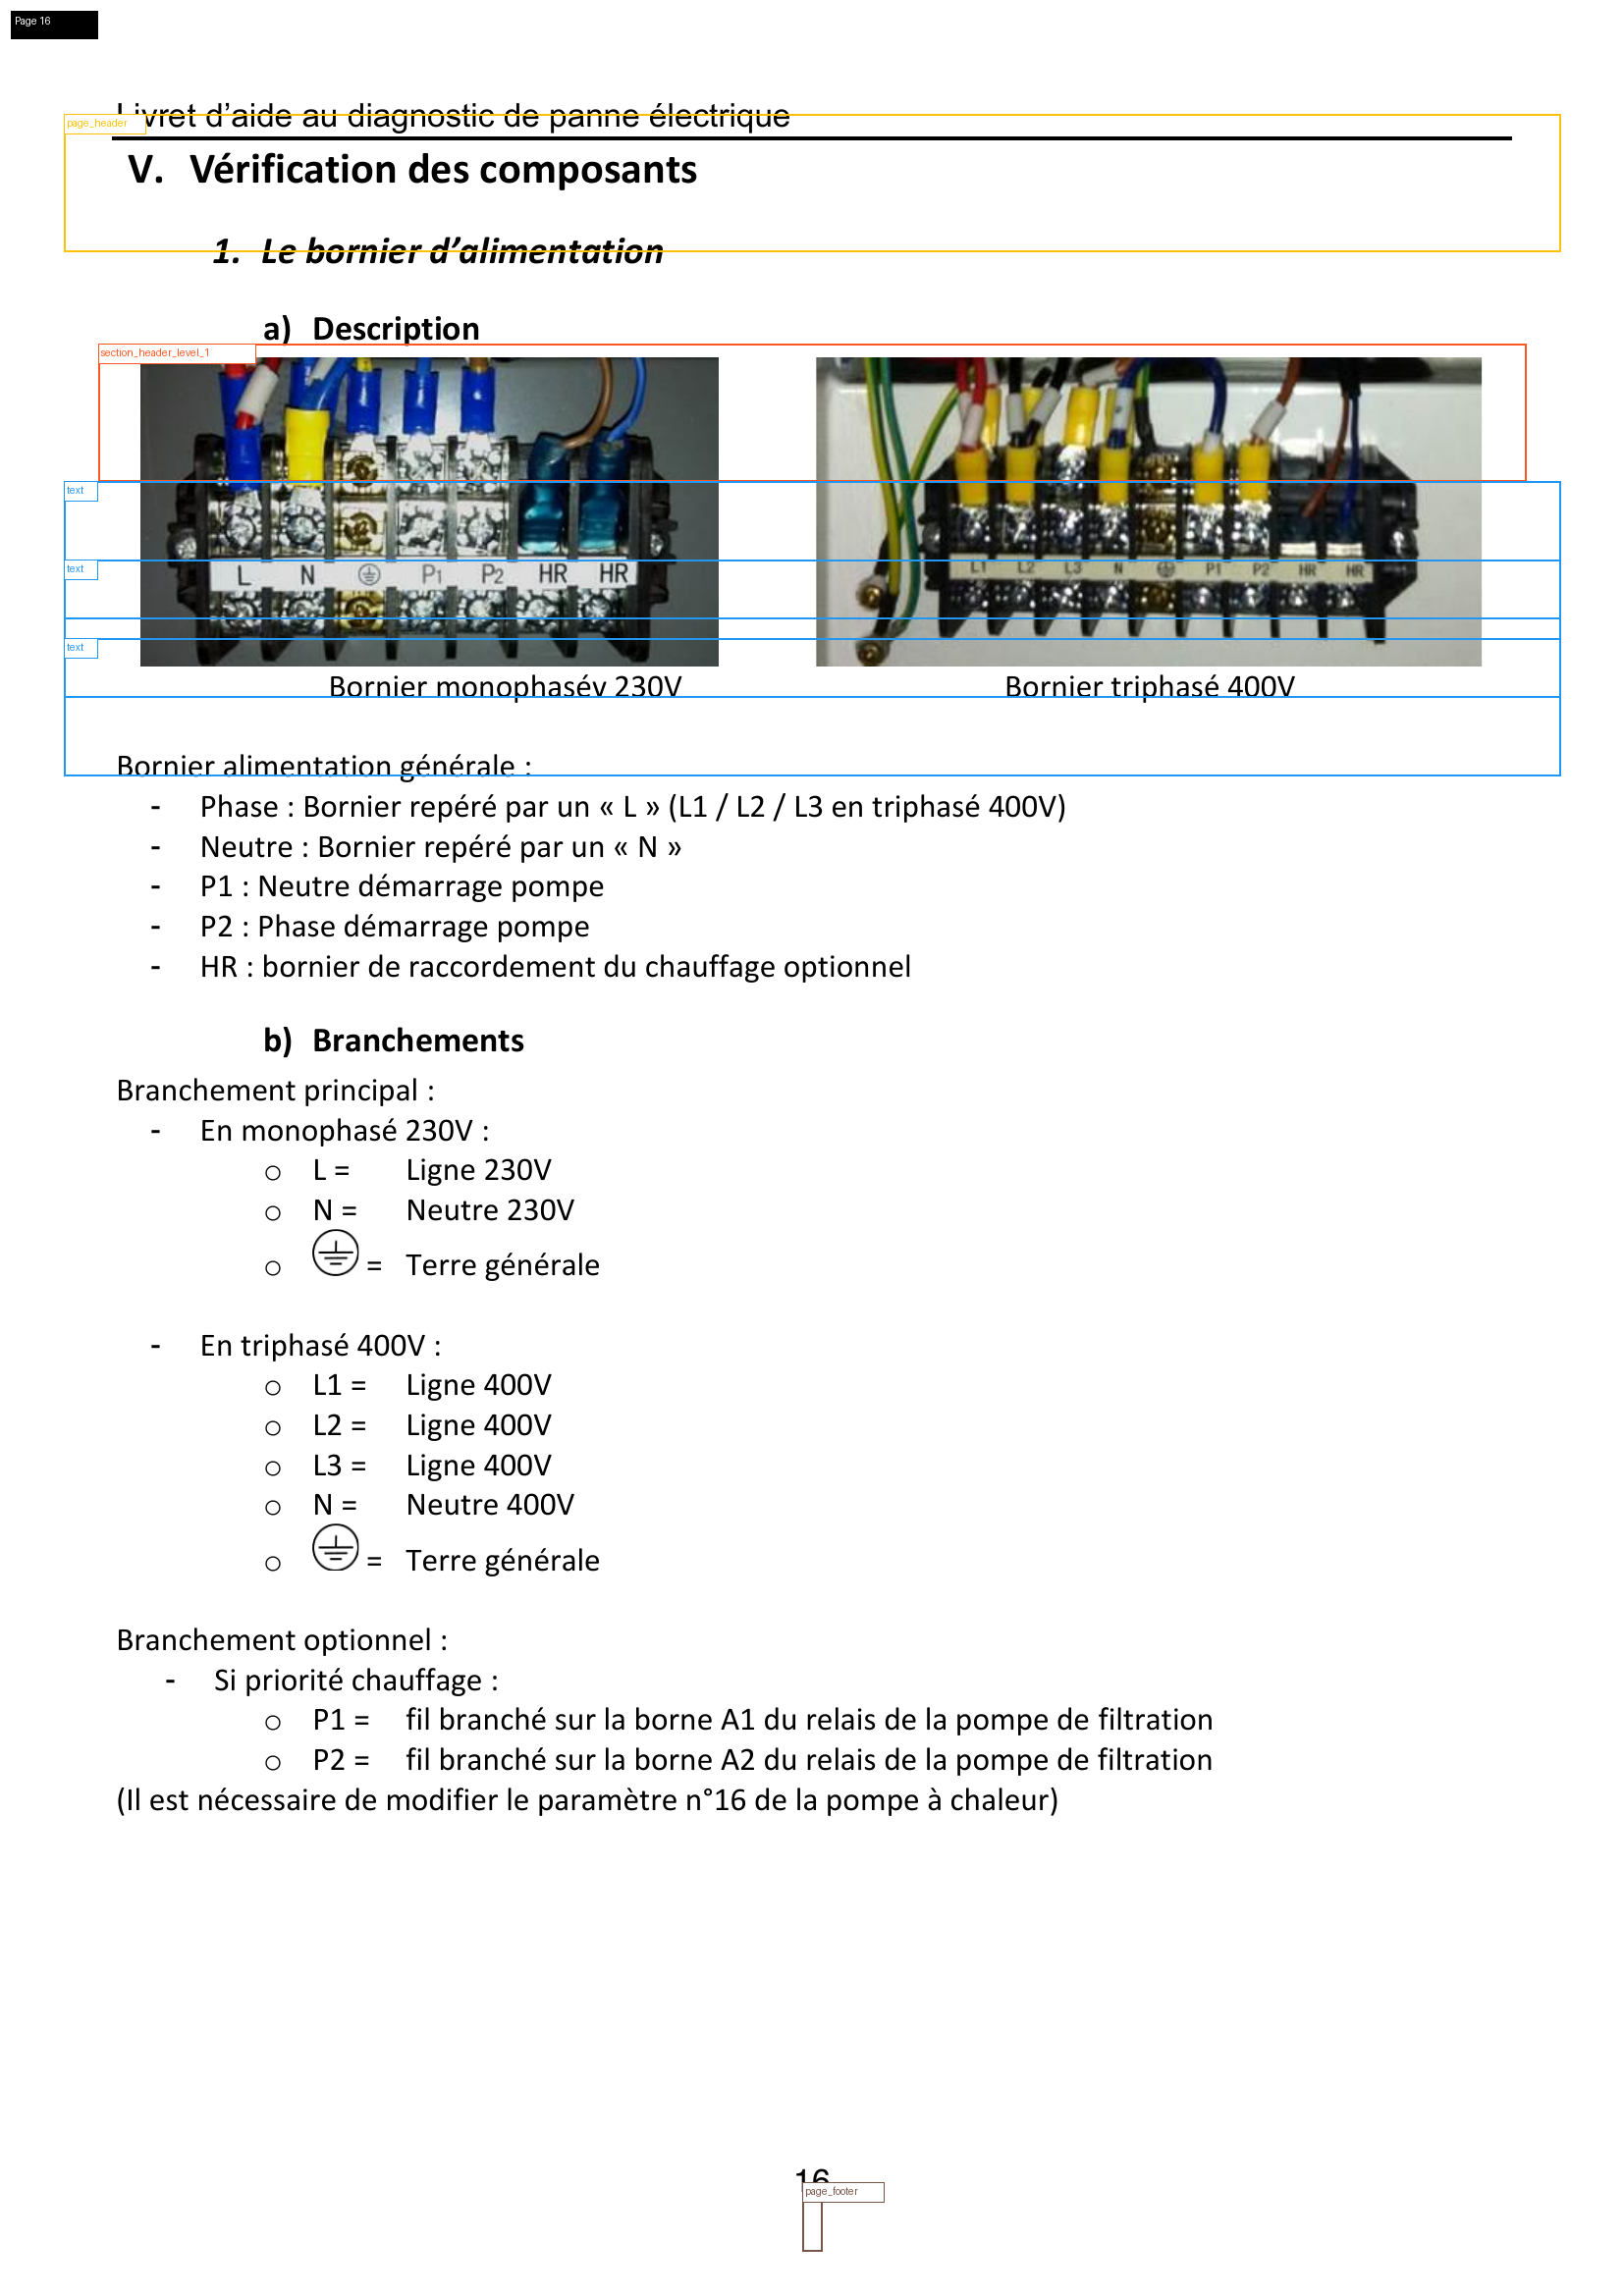 Page 16
Livret d’aide au diagnostic de panne électrique
page_header
V. Vérification des composants
1. Le bornier d’alimentation
a) Description
section_header_level_1
text
text
text
L N P1 P2 HR HR
L1 L2 L3 N P1 P2 HR HR
Bornier monophasév 230V
Bornier triphasé 400V
Bornier alimentation générale :
- Phase : Bornier repéré par un « L » (L1 / L2 / L3 en triphasé 400V)
- Neutre : Bornier repéré par un « N »
- P1 : Neutre démarrage pompe
- P2 : Phase démarrage pompe
- HR : bornier de raccordement du chauffage optionnel
b) Branchements
Branchement principal :
- En monophasé 230V :
o L = Ligne 230V
o N = Neutre 230V
o = Terre générale
- En triphasé 400V :
o L1 = Ligne 400V
o L2 = Ligne 400V
o L3 = Ligne 400V
o N = Neutre 400V
o = Terre générale
Branchement optionnel :
- Si priorité chauffage :
o P1 = fil branché sur la borne A1 du relais de la pompe de filtration
o P2 = fil branché sur la borne A2 du relais de la pompe de filtration
(Il est nécessaire de modifier le paramètre n°16 de la pompe à chaleur)
16
page_footer